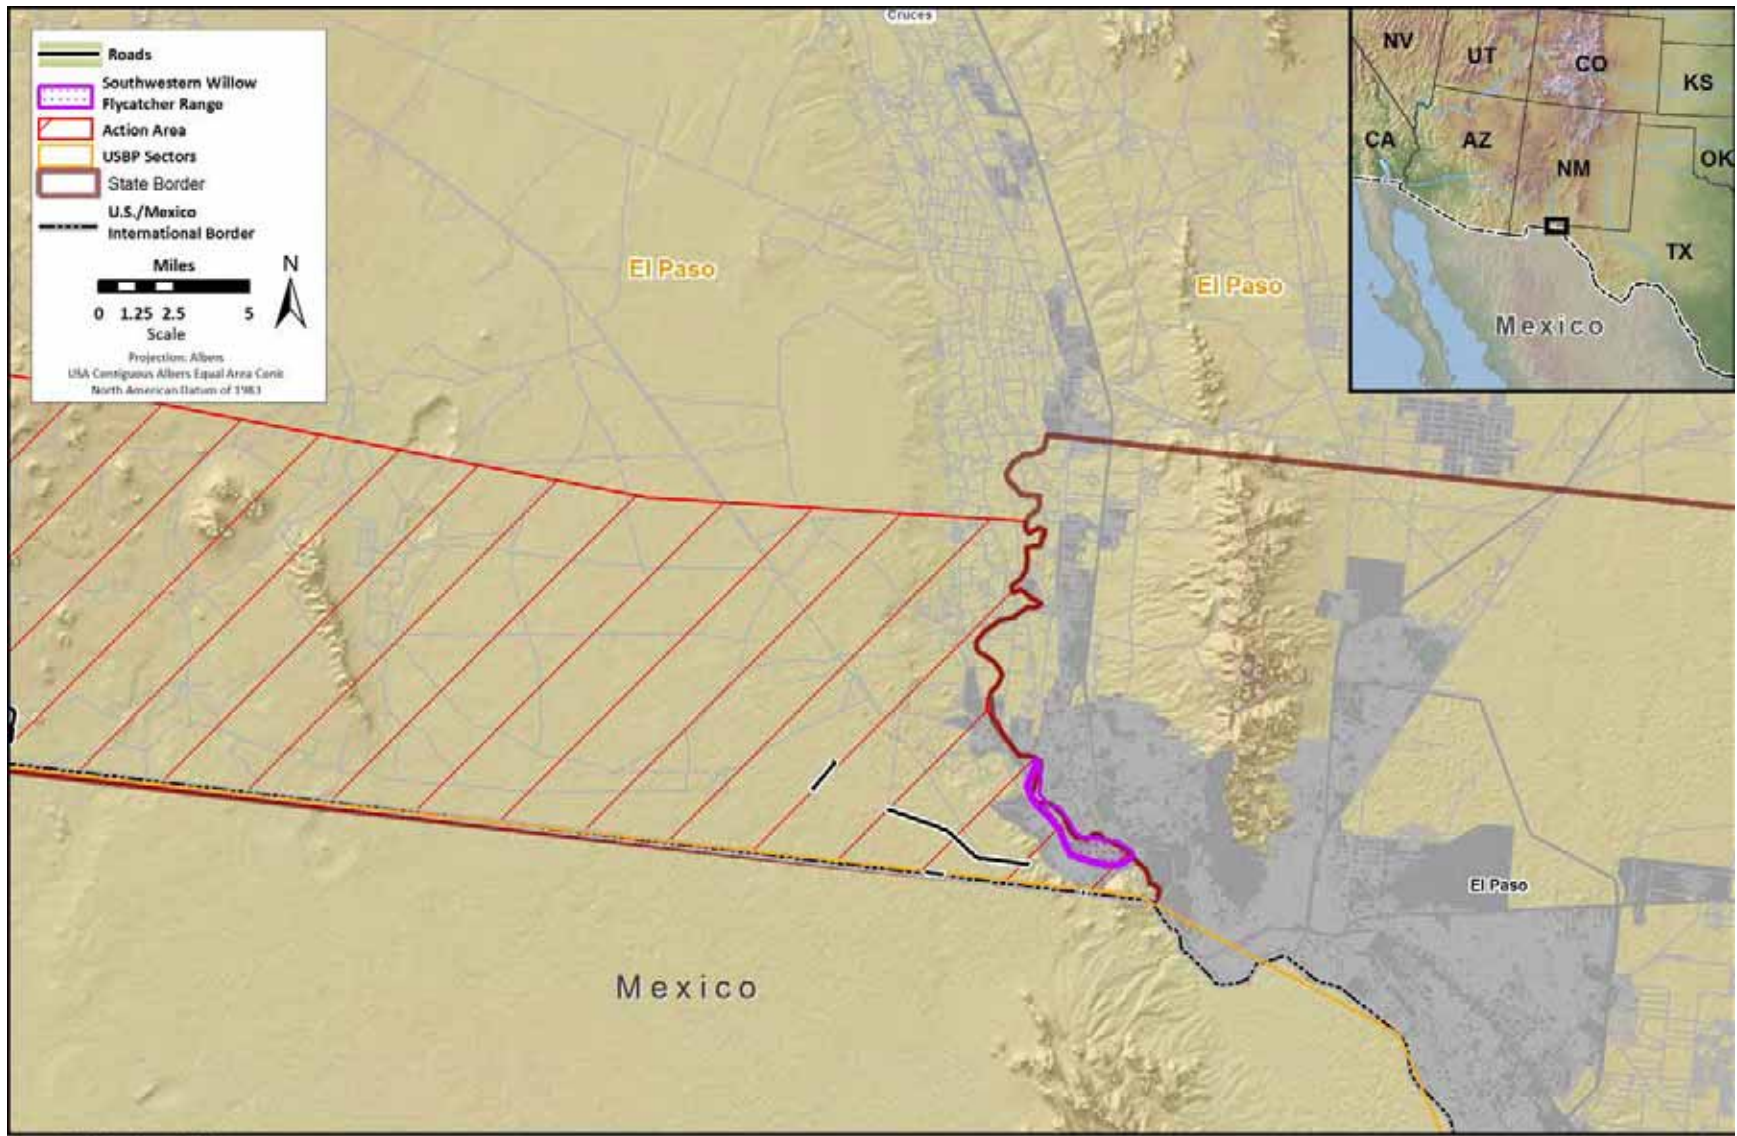 Roads
Southwestern Willow
Flycatcher Range
Action Area
USBP Sectors
State Border
U.S./Mexico
International Border
Miles
N
0 1.25 2.5 5
Scale
Projection: Albers
USA Contiguous Albers Equal Area Conic
North American Datum of 1983
Cruces
El Paso
El Paso
NV
UT
CO
KS
CA
AZ
NM
OK
TX
Mexico
El Paso
Mexico